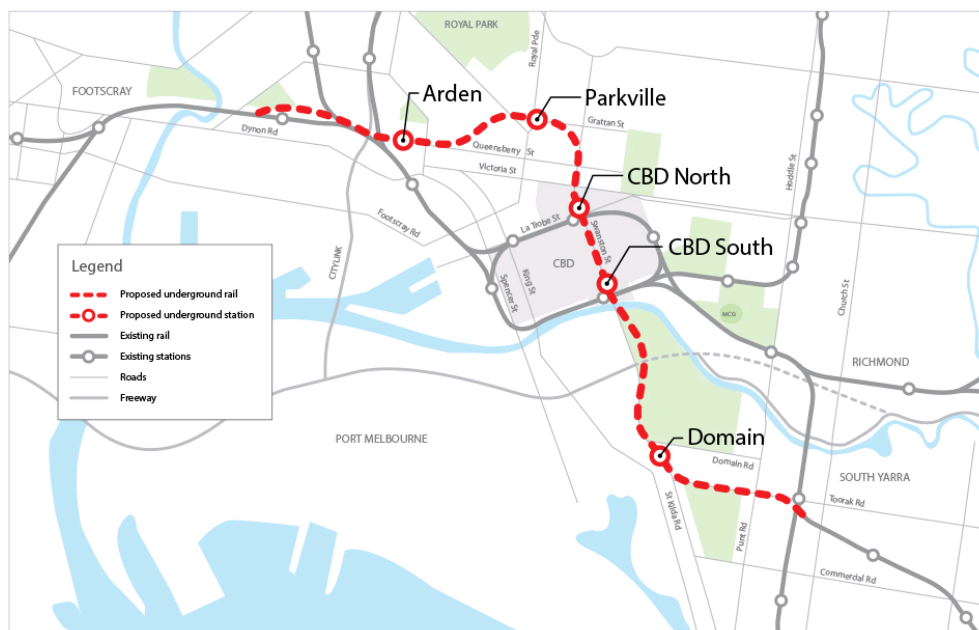 ROYAL PARK
Royal Pde
FOOTSCRAY
Arden
Parkville
Grattan St
Dynon Rd
Queensberry St
Victoria St
Hoddle St
CBD North
Footscray Rd
La Trobe St
Swanston St
CBD South
CITYLINK
CBD
Spencer St
King St
Church St
MCG
Legend
Proposed underground rail
Proposed underground station
Existing rail
Existing stations
Roads
Freeway
RICHMOND
PORT MELBOURNE
Domain
Domain Rd
SOUTH YARRA
Toorak Rd
St Kilda Rd
Punt Rd
Commerdal Rd